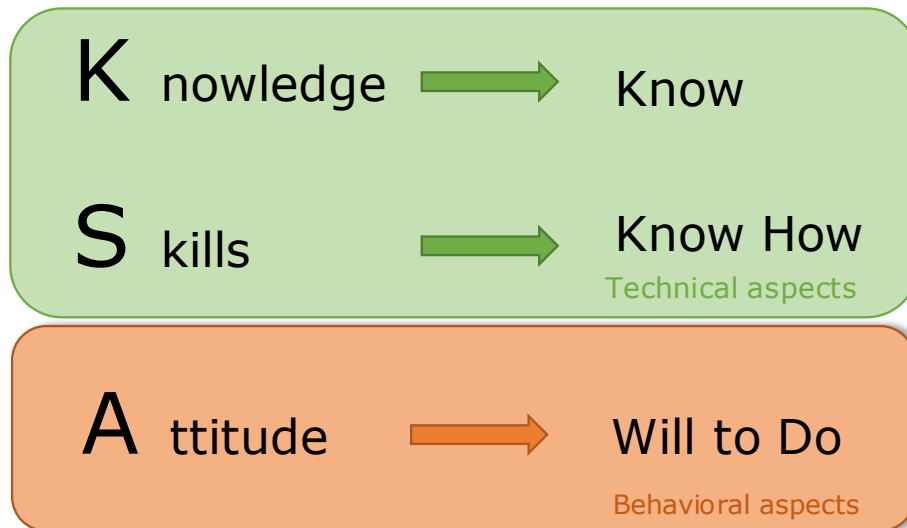 K nowledge Know
S kills Know How
Technical aspects
A ttitude Will to Do
Behavioral aspects